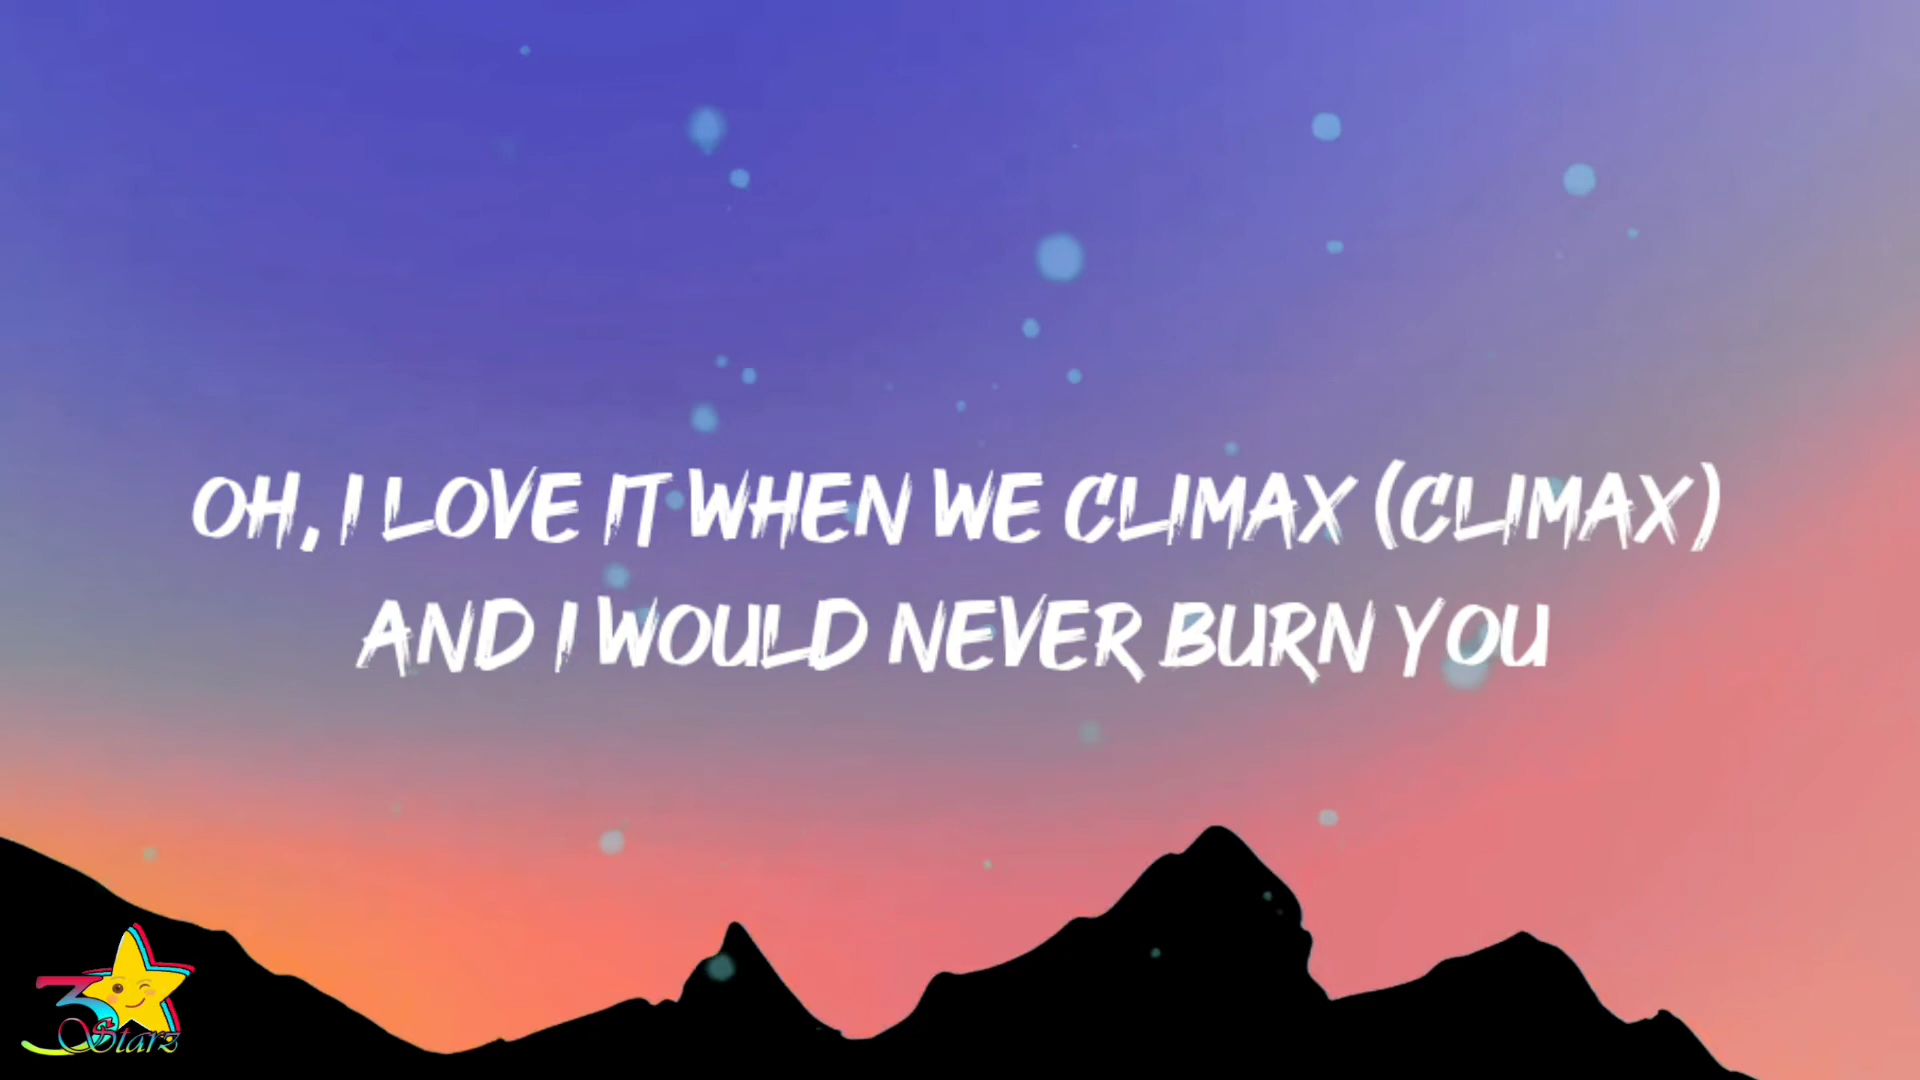 OH, I LOVE IT WHEN WE CLIMAX (CLIMAX)
AND I WOULD NEVER BURN YOU
3
Starz